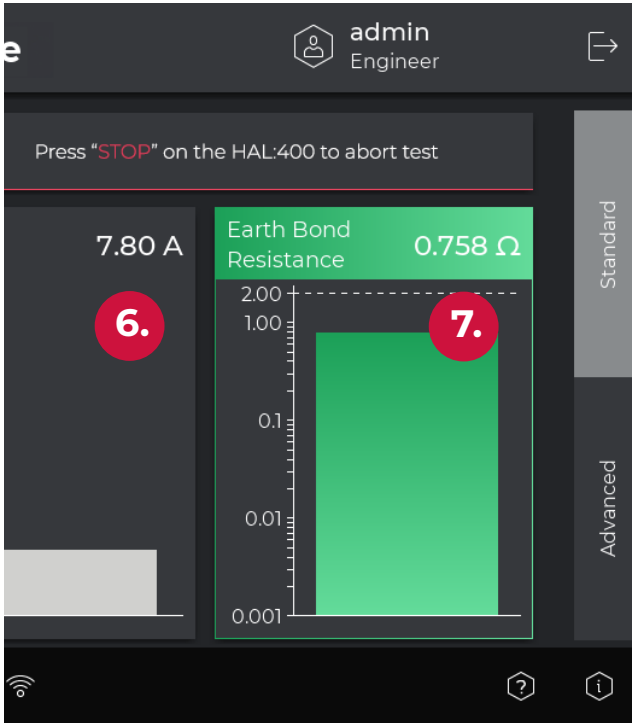 e
admin
Engineer
Press “STOP” on the HAL:400 to abort test
7.80 A
6.
Earth Bond
Resistance
0.758 Ω
7.
2.00
1.00
0.1
0.01
0.001
Standard
Advanced
?
i